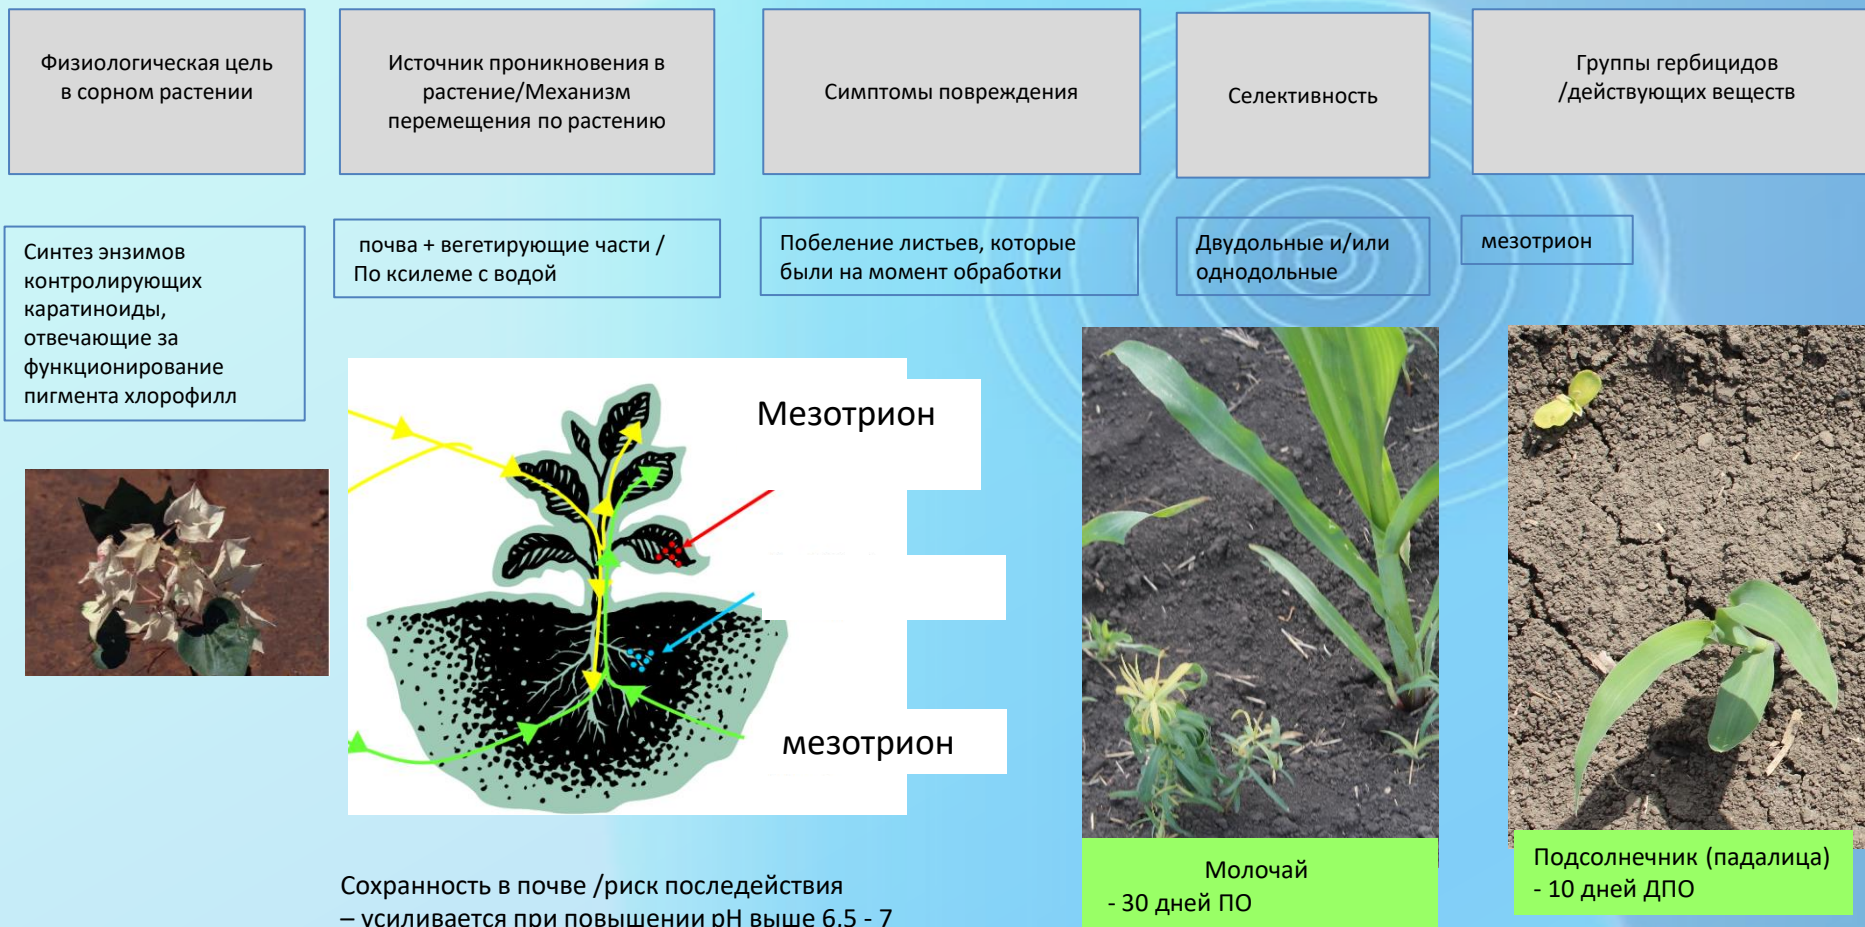 Физиологическая цель
в сорном растении
Источник проникновения в
растение/Механизм
перемещения по растению
Симптомы повреждения
Селективность
Группы гербицидов
/действующих веществ
Синтез энзимов
контролирующих
каратиноиды,
отвечающие за
функционирование
пигмента хлорофилл
почва + вегетирующие части /
По ксилеме с водой
Побеление листьев, которые
были на момент обработки
Двудольные и/или
однодольные
мезотрион
Мезотрион
мезотрион
Сохранность в почве /риск последействия
– усиливается при повышении pH выше 6,5 - 7
Молочай
- 30 дней ПО
Подсолнечник (падалица)
- 10 дней ДПО